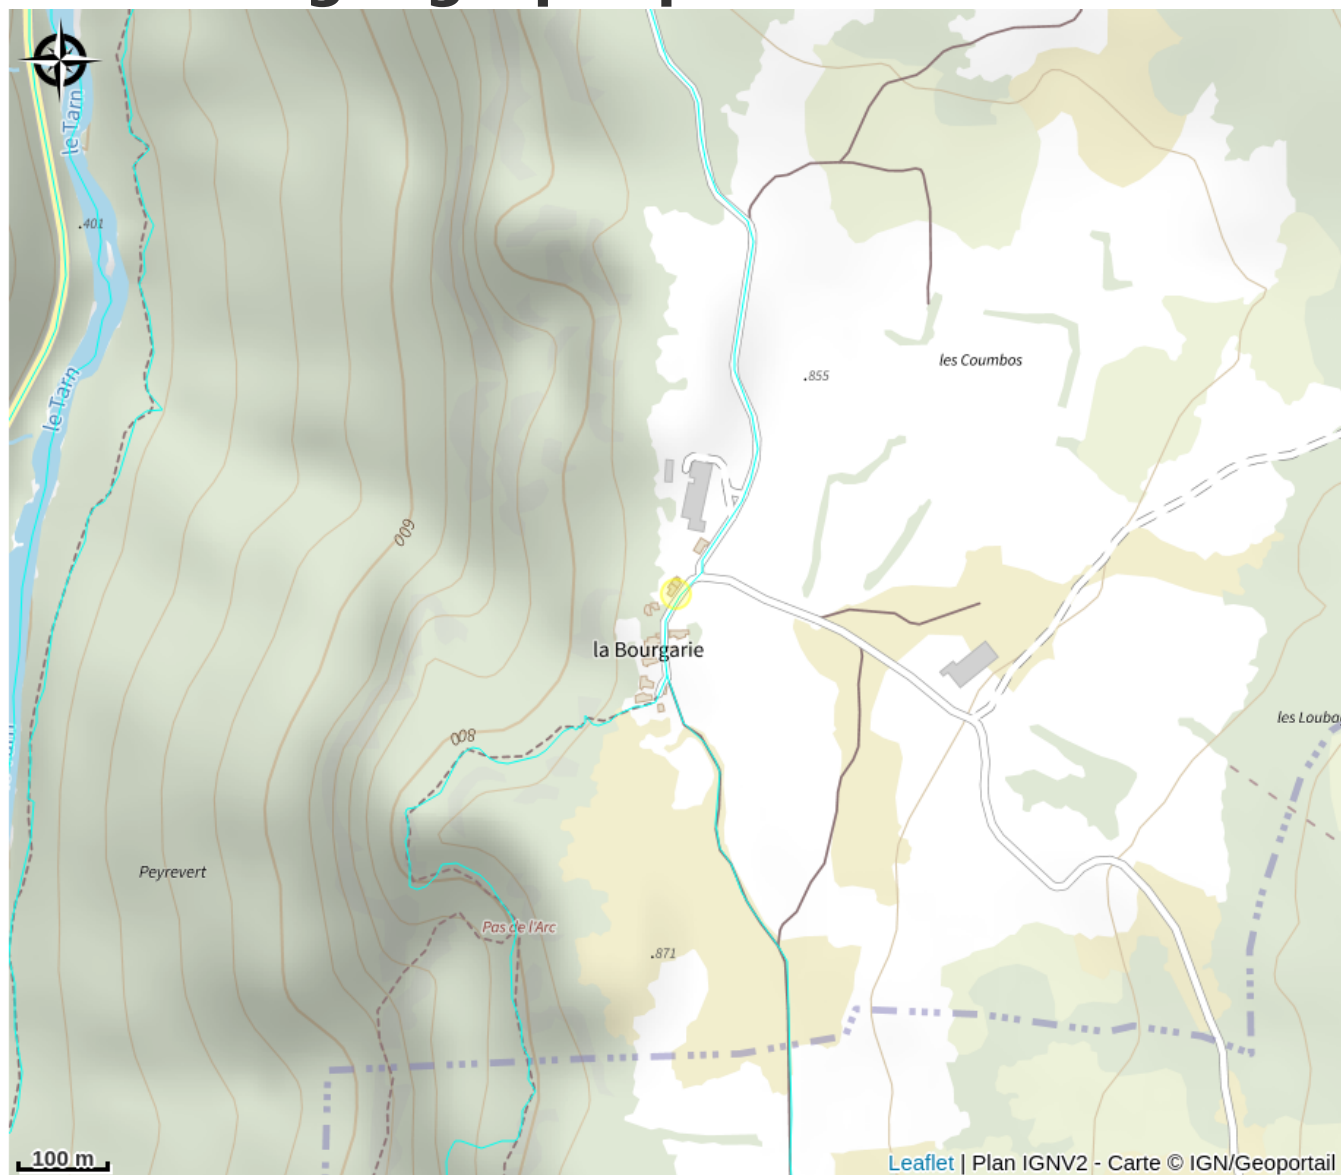 le Tarn
.401
les Coumbos
.855
le Tarn
600
la Bourgarie
les Louba
800
Peyrevert
Pas de l'Arc
.871
100 m
Leaflet | Plan IGNV2 - Carte © IGN/Geoportail